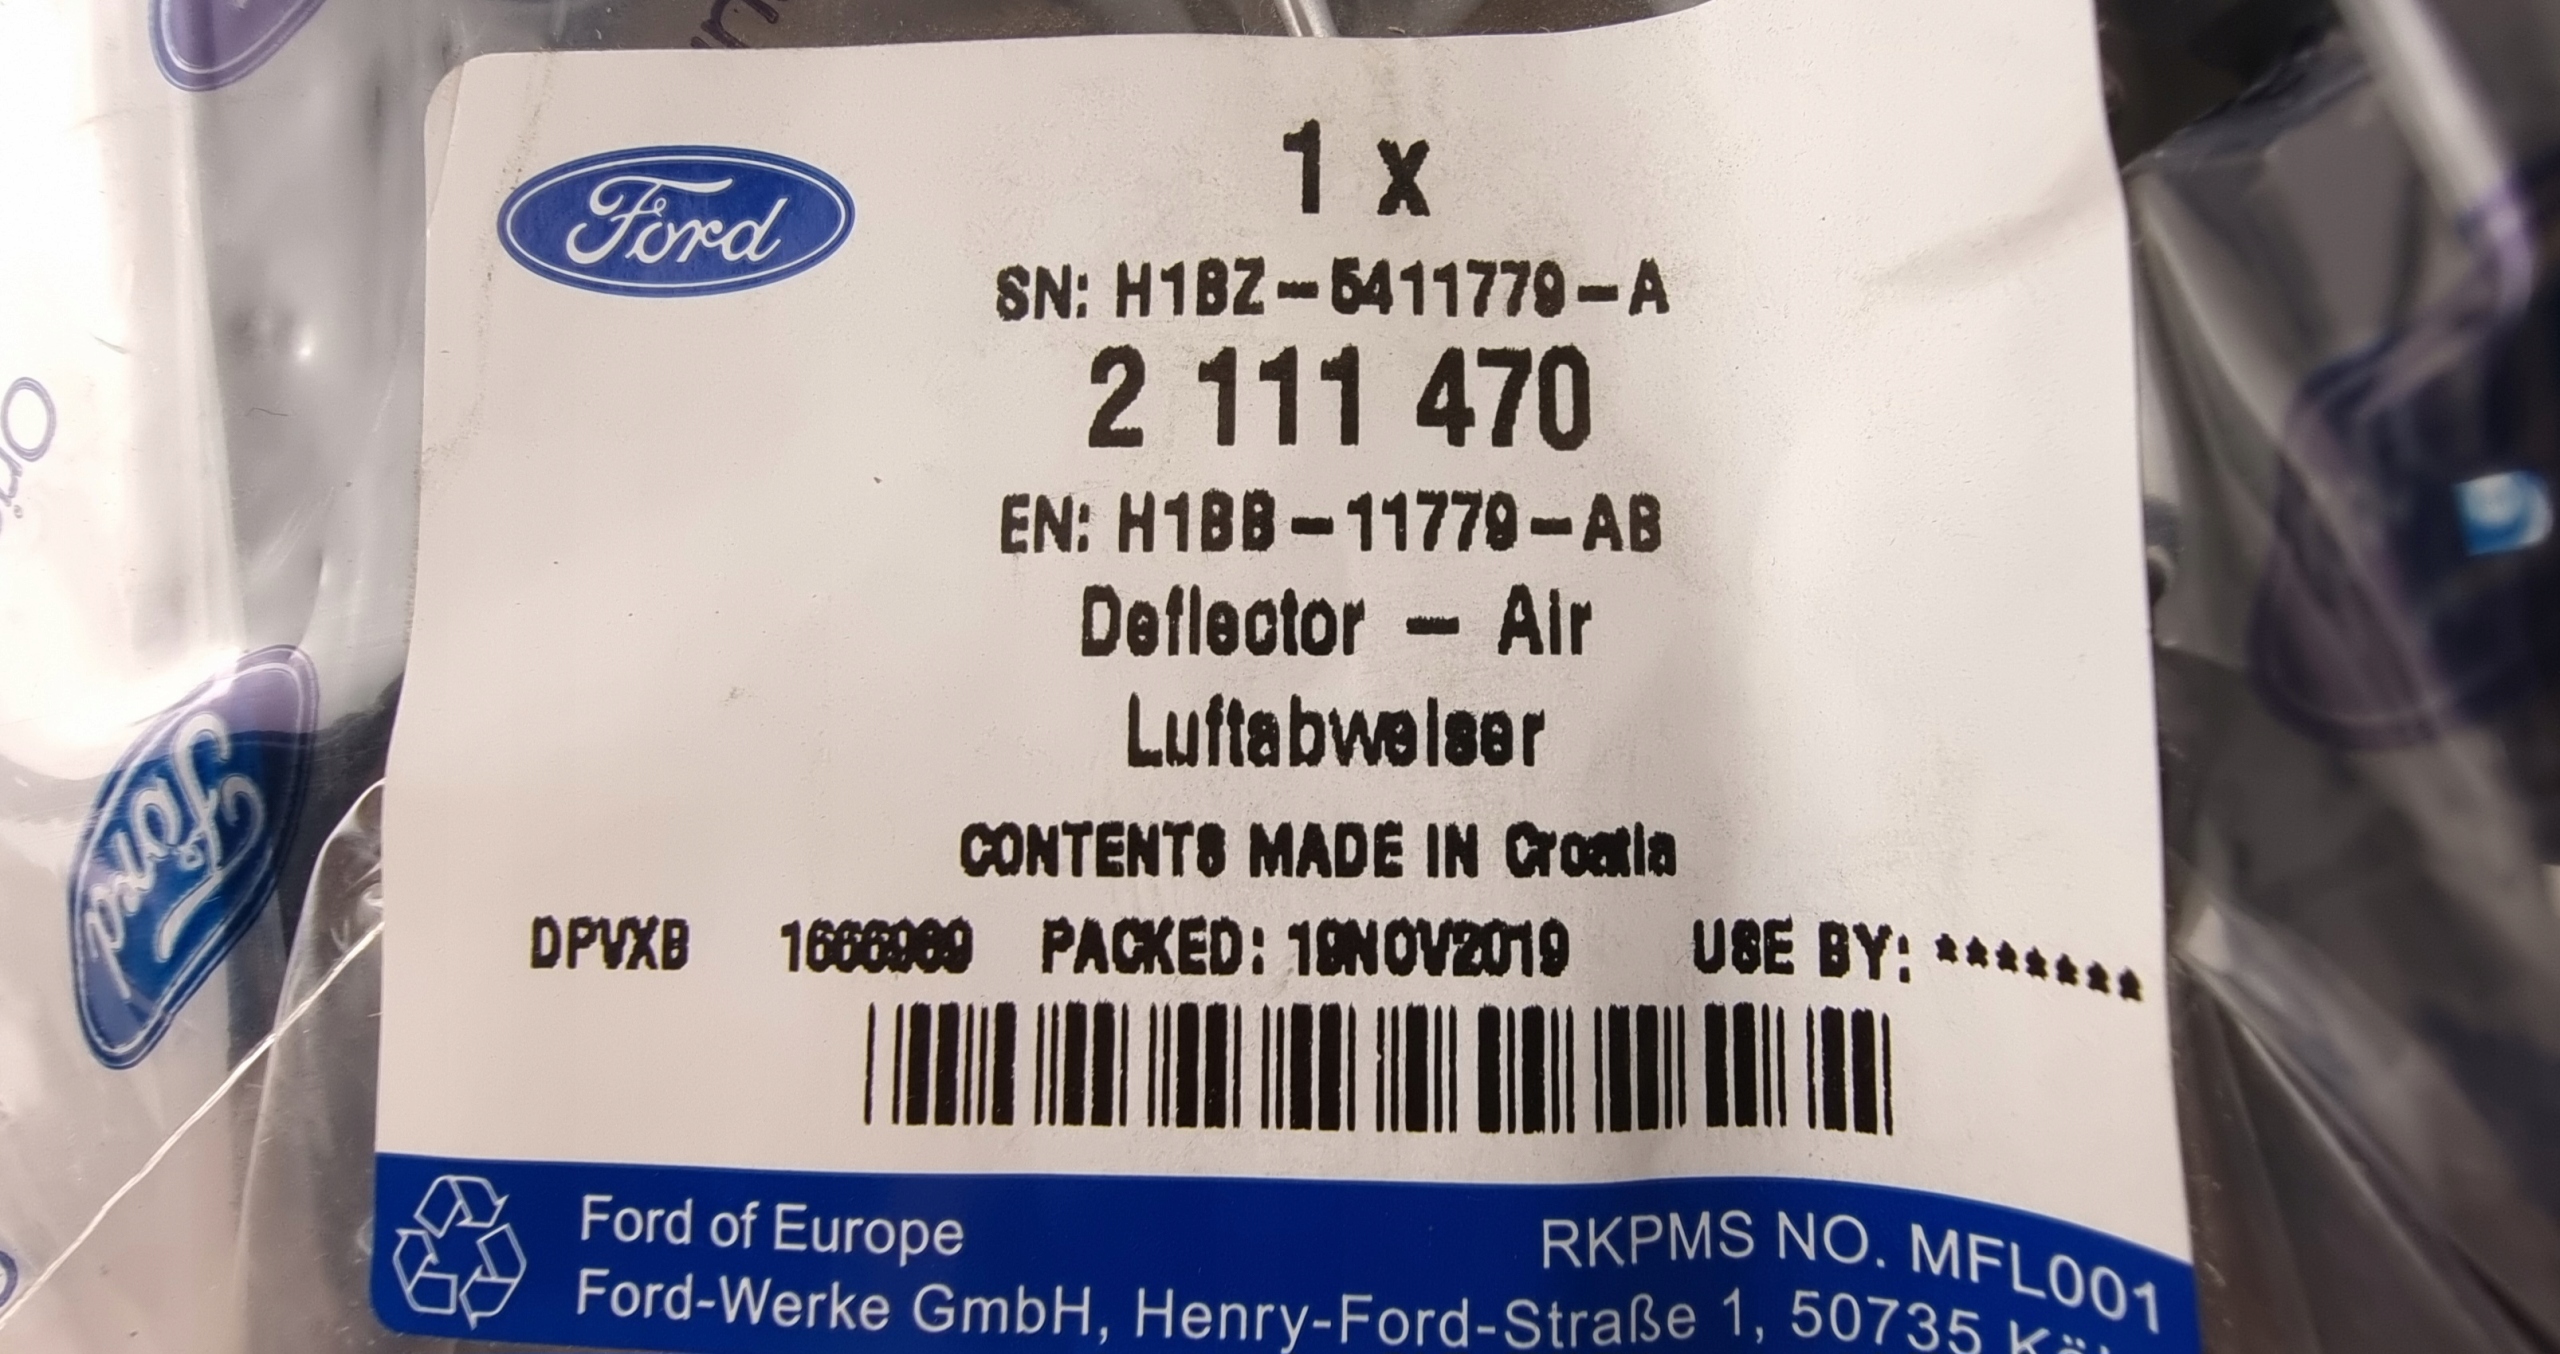 Ford
1 x
SN: H1BZ-5411779-A
2 111 470
EN: H1BB-11779-AB
Deflector - Air
Luftabweiser
CONTENTS MADE IN Croatia
DPVXB 1666969 PACKED: 19NOV2019 USE BY: *******
Ford of Europe
RKPMS NO. MFL001
Ford-Werke GmbH, Henry-Ford-Straße 1, 50735
Ford